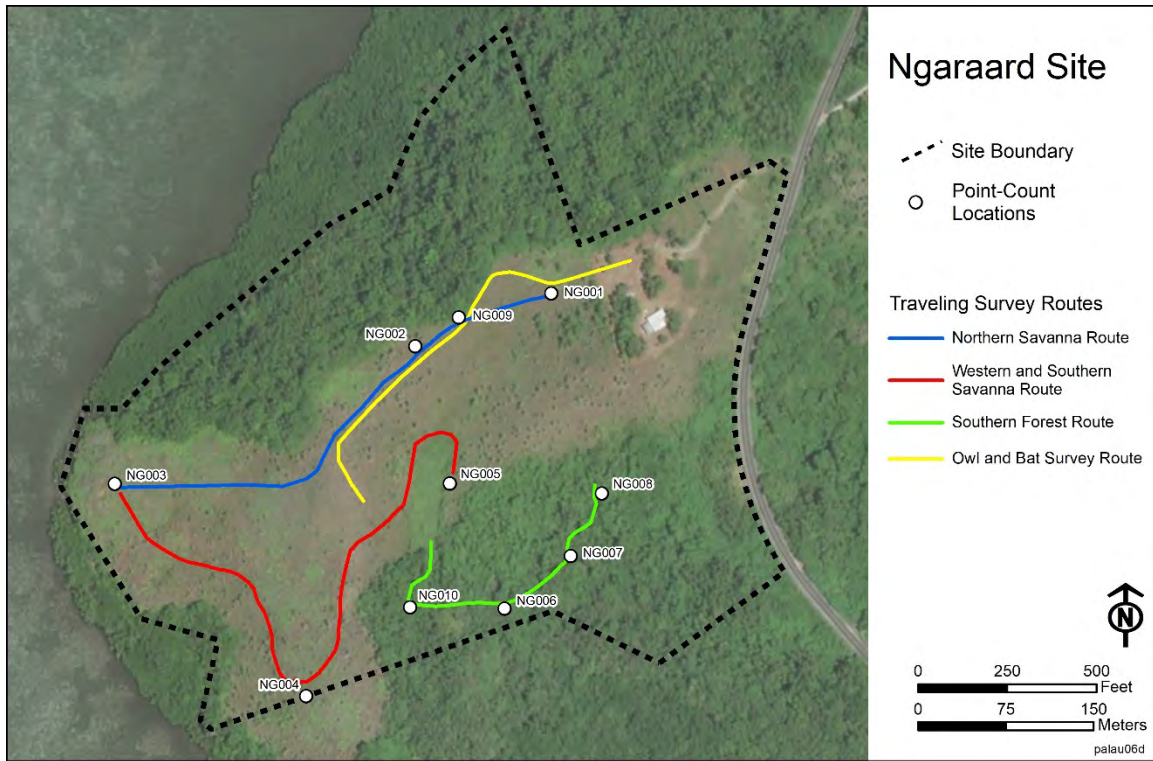 Ngaraard Site
Site Boundary
Point-Count
Locations
Traveling Survey Routes
Northern Savanna Route
Western and Southern
Savanna Route
Southern Forest Route
Owl and Bat Survey Route
NG001
NG009
NG002
NG003
NG005
NG008
NG007
NG010
NG006
NG004
N
0 250 500
Feet
0 75 150
Meters
palau06d